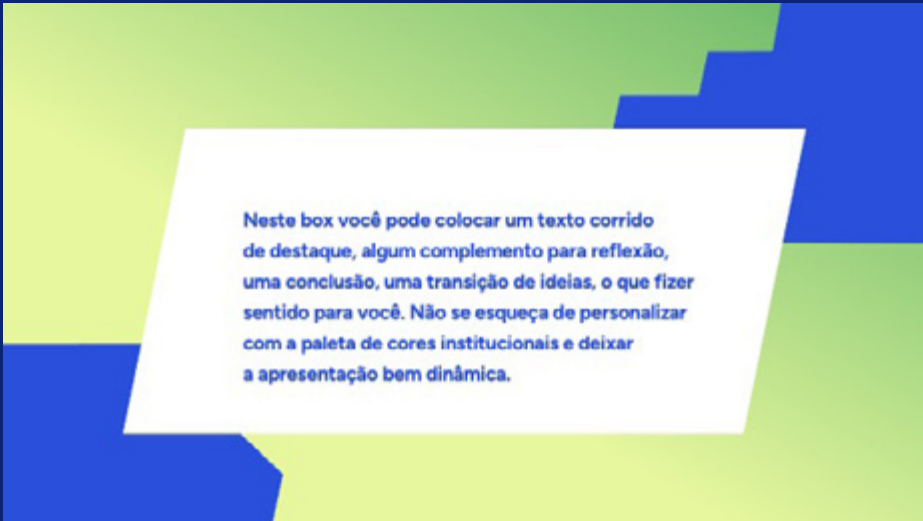 Neste box você pode colocar um texto corrido
de destaque, algum complemento para reflexão,
uma conclusão, uma transição de ideias, o que fizer
sentido para você. Não se esqueça de personalizar
com a paleta de cores institucionais e deixar
a apresentação bem dinâmica.